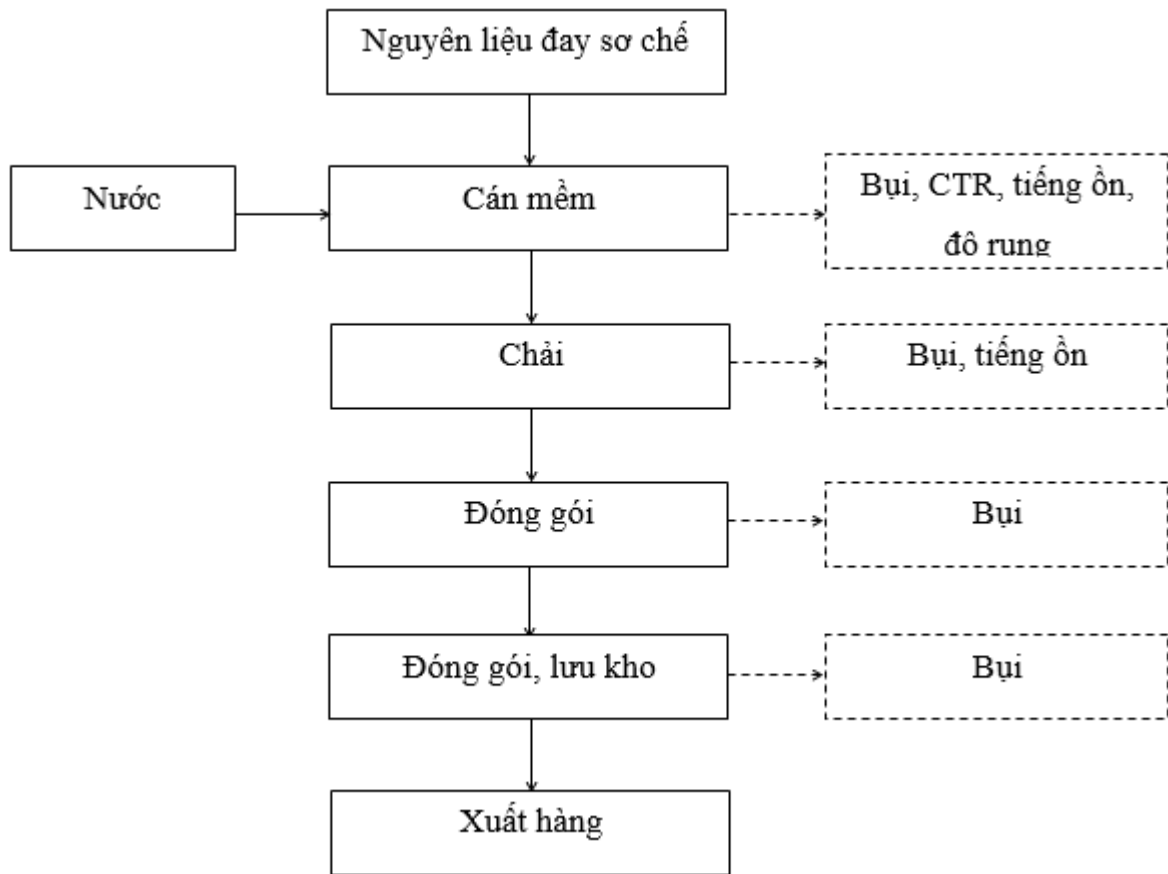 Nguyên liệu đay sơ chế
Nước
Cán mềm
Bụi, CTR, tiếng ồn,
đô rung
Chải
Bụi, tiếng ồn
Đóng gói
Bụi
Đóng gói, lưu kho
Bụi
Xuất hàng